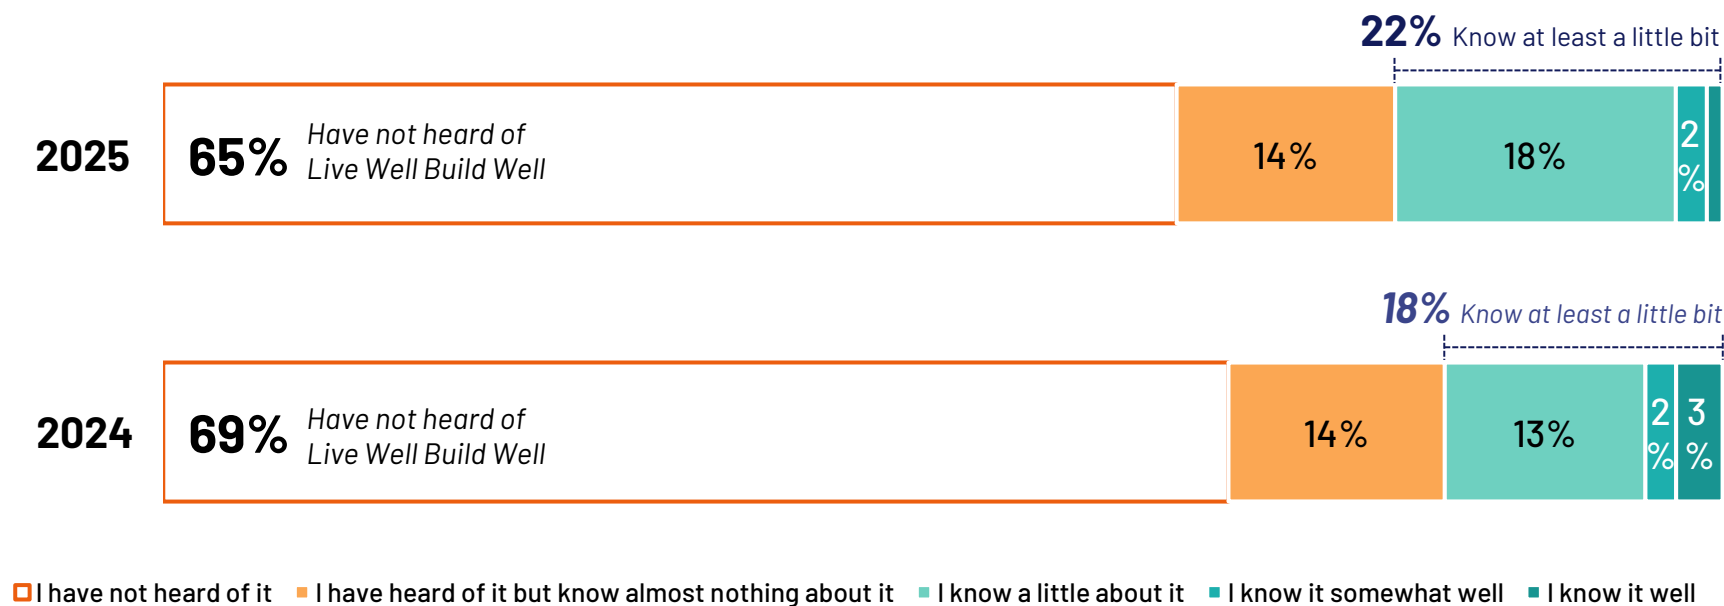 22% Know at least a little bit
2025
65% Have not heard of
Live Well Build Well
14%
18%
2
%
18% Know at least a little bit
2024
69% Have not heard of
Live Well Build Well
14%
13%
2
%
3
%
I have not heard of it I have heard of it but know almost nothing about it I know a little about it I know it somewhat well I know it well